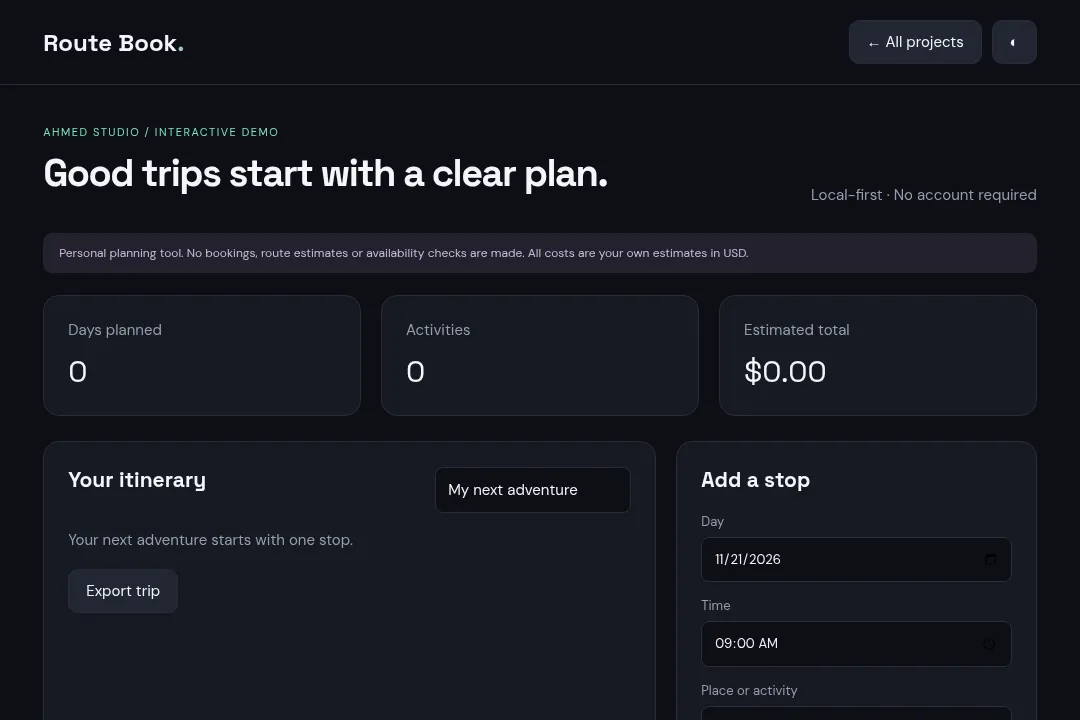 Route Book.
← All projects
AHMED STUDIO / INTERACTIVE DEMO
Good trips start with a clear plan.
Local-first · No account required
Personal planning tool. No bookings, route estimates or availability checks are made. All costs are your own estimates in USD.
Days planned
0
Activities
0
Estimated total
$0.00
Your itinerary
My next adventure
Your next adventure starts with one stop.
Export trip
Add a stop
Day
11/21/2026
Time
09:00 AM
Place or activity